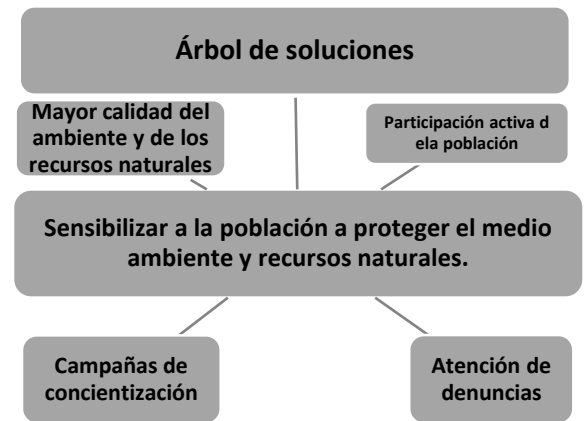 Árbol de soluciones
Mayor calidad del
ambiente y de los
recursos naturales
Participación activa d
ela población
Sensibilizar a la población a proteger el medio
ambiente y recursos naturales.
Campañas de
concientización
Atención de
denuncias